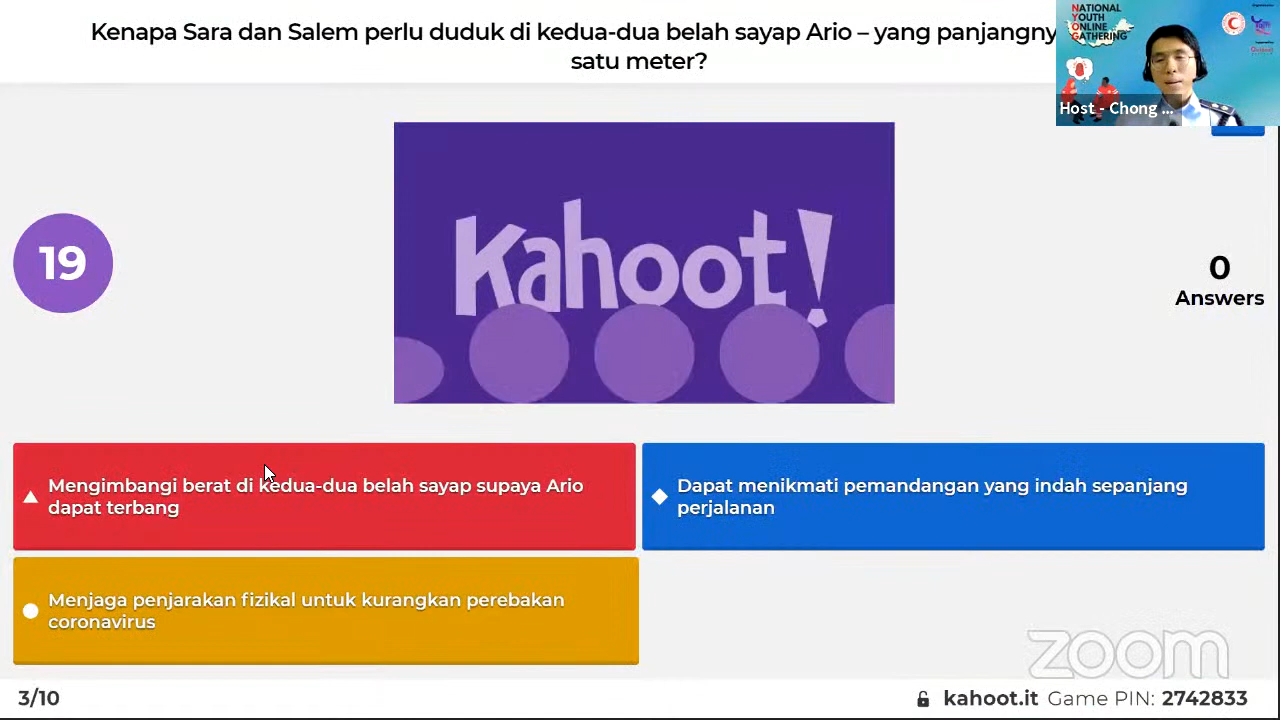 Kenapa Sara dan Salem perlu duduk di kedua-dua belah sayap Ario – yang panjangny
satu meter?
NATIONAL
YOUTH
ONLINE
GATHERING
Host - Chong ...
Kahoot!
19
0
Answers
Mengimbangi berat di kedua-dua belah sayap supaya Ario
dapat terbang
Dapat menikmati pemandangan yang indah sepanjang
perjalanan
Menjaga penjarakan fizikal untuk kurangkan perebakan
coronavirus
zoom
3/10
kahoot.it Game PIN: 2742833